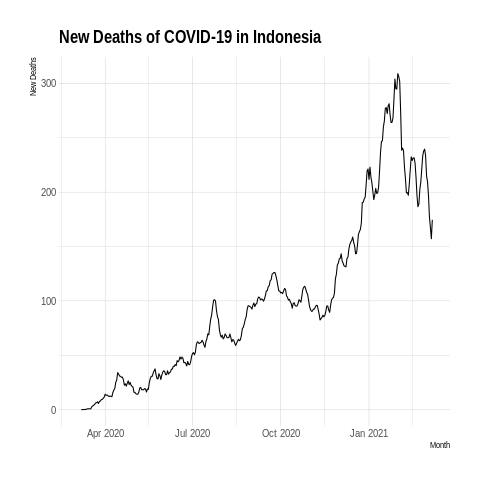 New Deaths of COVID-19 in Indonesia
New Deaths
300
200
100
0
Apr 2020 Jul 2020 Oct 2020 Jan 2021
Month